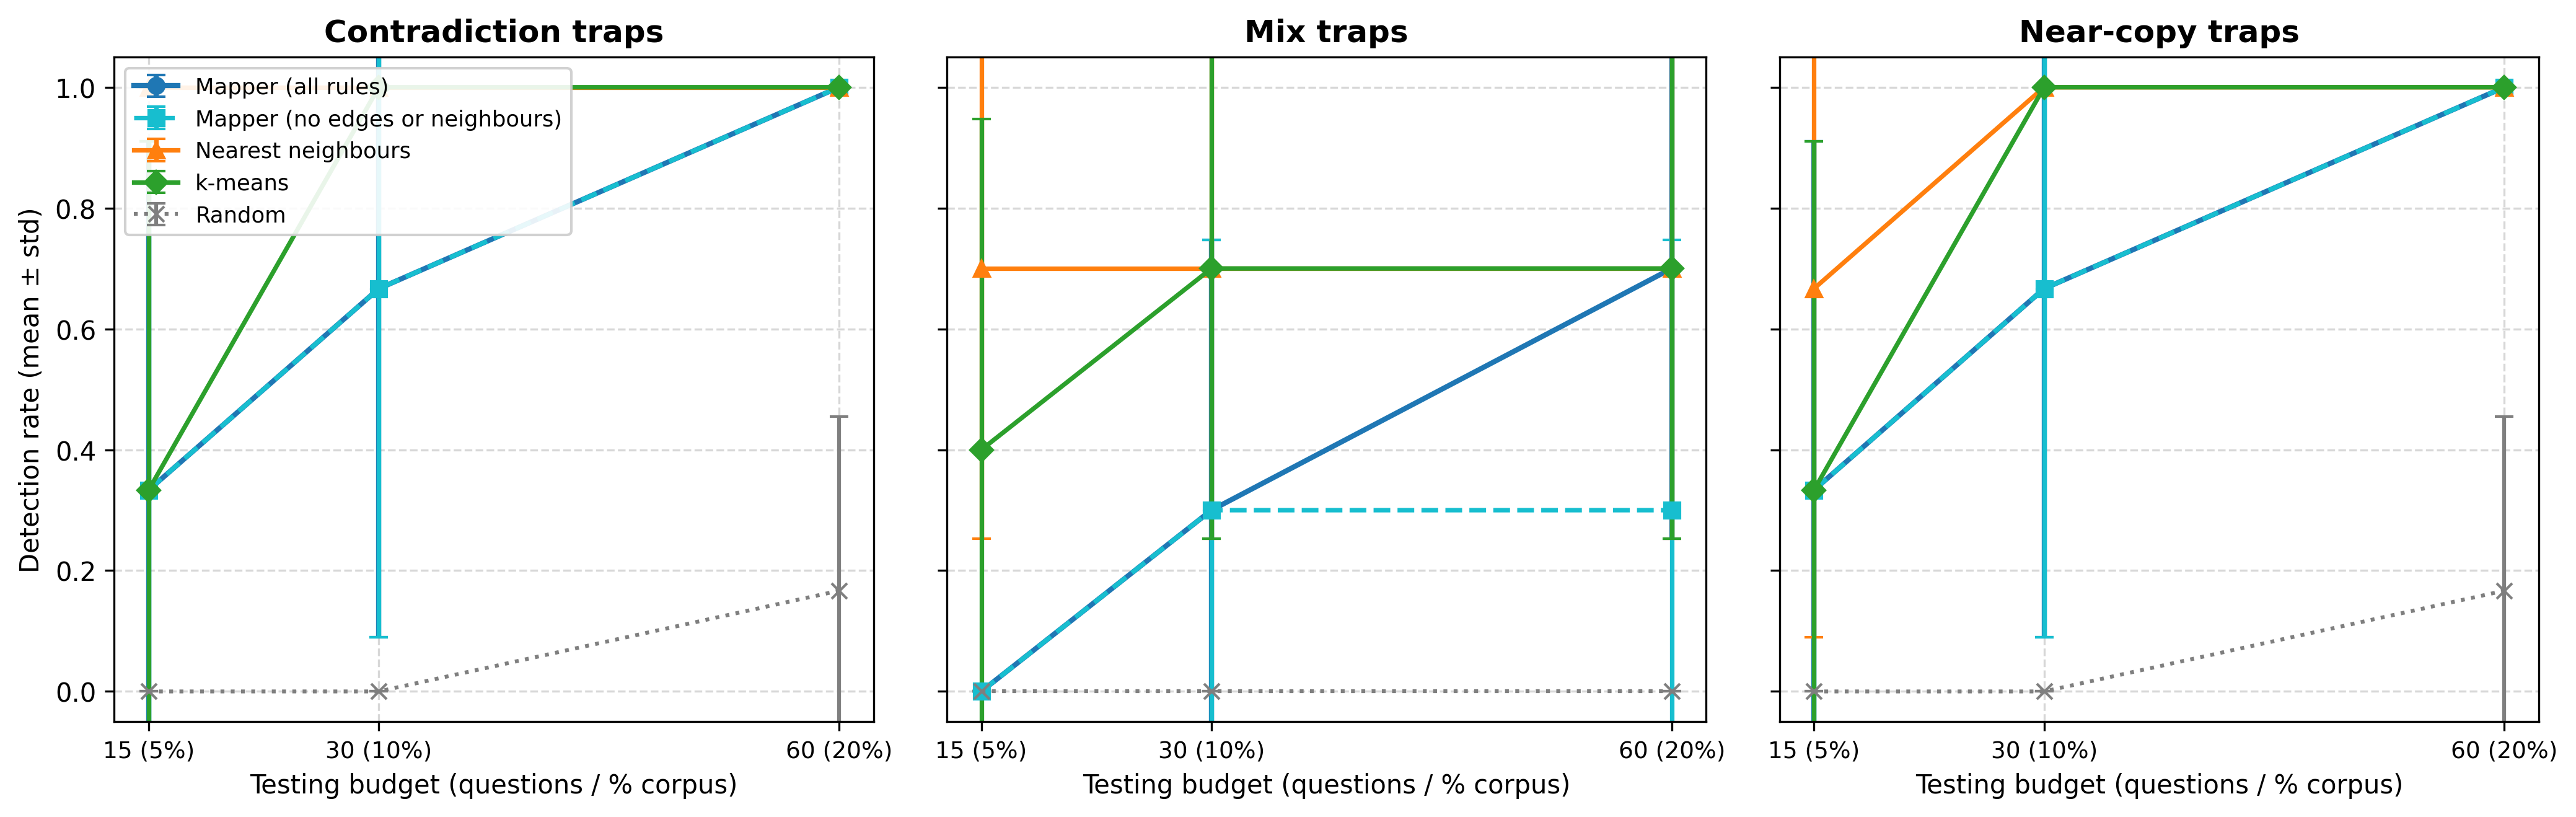 Contradiction traps
Mix traps
Near-copy traps
Detection rate (mean ± std)
1.0
0.8
0.6
0.4
0.2
0.0
Mapper (all rules)
Mapper (no edges or neighbours)
Nearest neighbours
k-means
Random
15 (5%)
30 (10%)
60 (20%)
15 (5%)
30 (10%)
60 (20%)
15 (5%)
30 (10%)
60 (20%)
Testing budget (questions / % corpus)
Testing budget (questions / % corpus)
Testing budget (questions / % corpus)